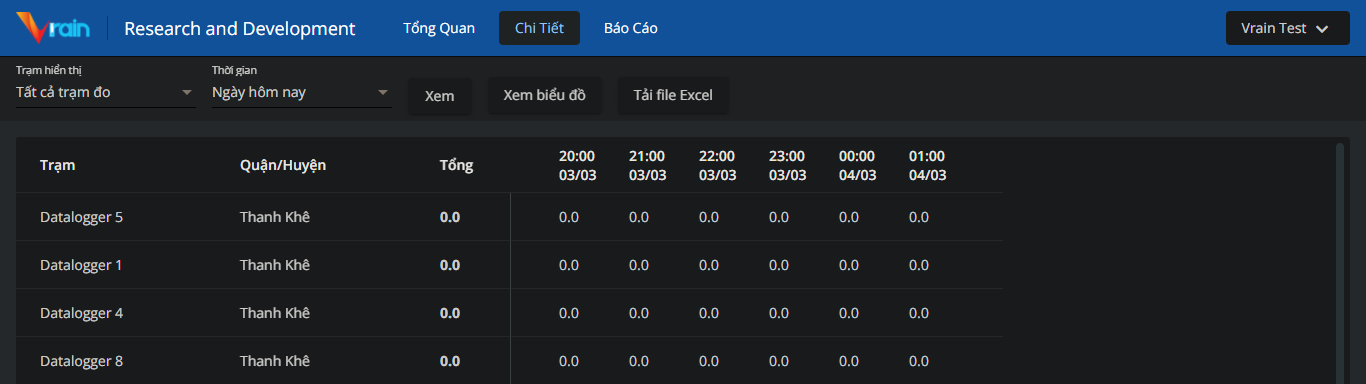 Vrain
Research and Development
Tổng Quan
Chi Tiết
Báo Cáo
Vrain Test
Trạm hiển thị
Tất cả trạm đo
Thời gian
Ngày hôm nay
Xem
Xem biểu đồ
Tải file Excel
Trạm Quận/Huyện Tổng 20:00 21:00 22:00 23:00 00:00 01:00
03/03 03/03 03/03 03/03 04/03 04/03
Datalogger 5 Thanh Khê 0.0 0.0 0.0 0.0 0.0 0.0 0.0
Datalogger 1 Thanh Khê 0.0 0.0 0.0 0.0 0.0 0.0 0.0
Datalogger 4 Thanh Khê 0.0 0.0 0.0 0.0 0.0 0.0 0.0
Datalogger 8 Thanh Khê 0.0 0.0 0.0 0.0 0.0 0.0 0.0